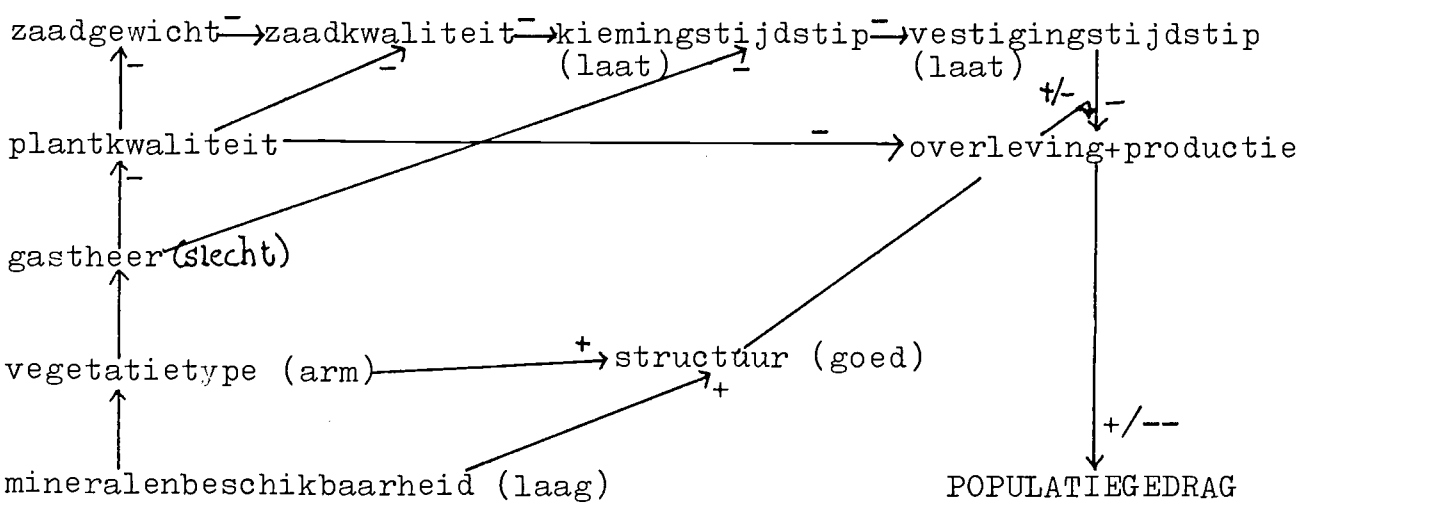 zaadgewicht - zaadkwaliteit - kiemingstijdstip - vestigingstijdstip
- - (laat) - (laat)
+/- -
plantkwaliteit - overleving+productie
-
gastheer (slecht)
+ structuur (goed)
vegetatietype (arm)
+
+/--
mineralenbeschikbaarheid (laag) POPULATIEGEDRAG